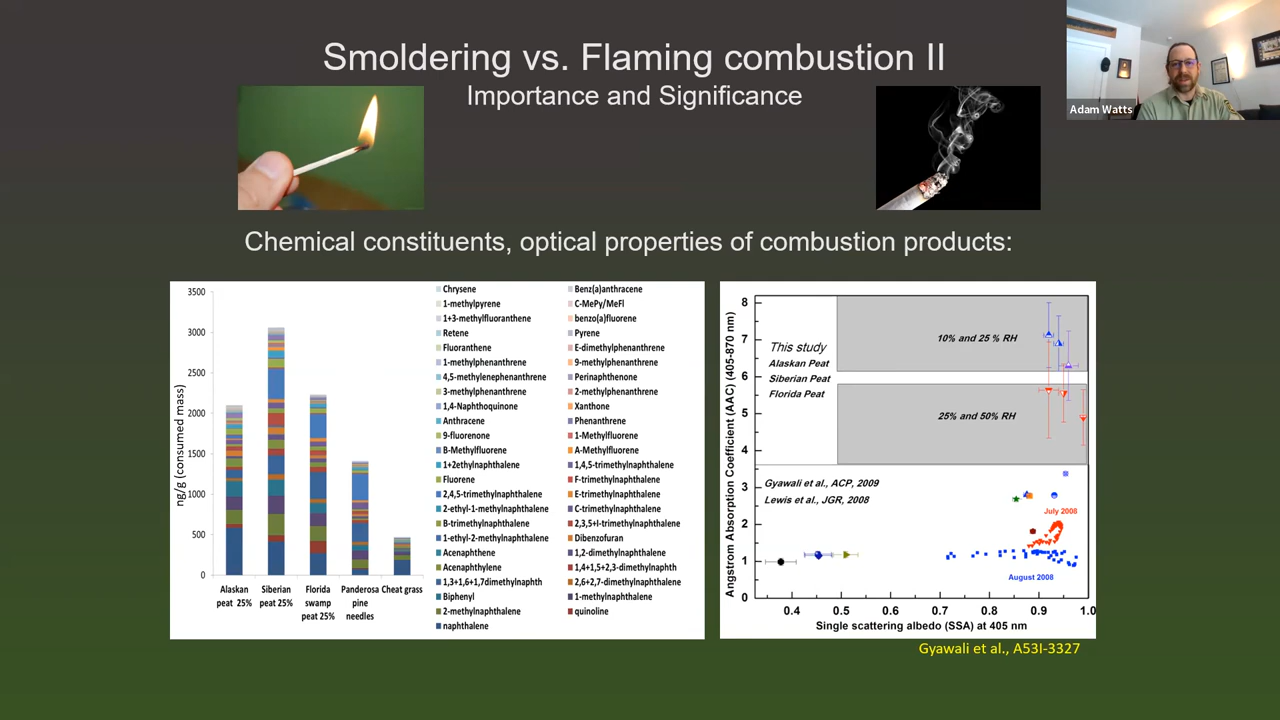 Smoldering vs. Flaming combustion II
Importance and Significance
Adam Watts
Chemical constituents, optical properties of combustion products:
ng/g (consumed mass)
3500
3000
2500
2000
1500
1000
500
0
Alaskan peat 25%
Siberian peat 25%
Florida swamp peat 25%
Panderosa pine needles
Cheat grass
Chrysene
Benz(a)anthracene
1-methylpyrene
C-MePy/MeFl
1+3-methylfluoranthene
benzo(a)fluorene
Retene
Pyrene
Fluoranthene
E-dimethylphenanthrene
1-methylphenanthrene
9-methylphenanthrene
4,5-methylenephenanthrene
Perinaphthenone
3-methylphenanthrene
2-methylphenanthrene
1,4-Naphthoquinone
Xanthone
Anthracene
Phenanthrene
9-fluorenone
1-Methylfluorene
B-Methylfluorene
A-Methylfluorene
1+2ethylnaphthalene
1,4,5-trimethylnaphthalene
Fluorene
F-trimethylnaphthalene
2,4,5-trimethylnaphthalene
E-trimethylnaphthalene
2-ethyl-1-methylnaphthalene
C-trimethylnaphthalene
B-trimethylnaphthalene
2,3,5+I-trimethylnaphthalene
1-ethyl-2-methylnaphthalene
Dibenzofuran
Acenaphthene
1,2-dimethylnaphthalene
Acenaphthylene
1,4+1,5+2,3-dimethylnaphth
1,3+1,6+1,7dimethylnaphth
2,6+2,7-dimethylnaphthalene
Biphenyl
1-methylnaphthalene
2-methylnaphthalene
quinoline
naphthalene
Angstrom Absorption Coefficient (AAC) (405-870 nm)
8
7
6
5
4
3
2
1
0
This study
Alaskan Peat
Siberian Peat
Florida Peat
10% and 25 % RH
25% and 50% RH
Gyawali et al., ACP, 2009
Lewis et al., JGR, 2008
July 2008
August 2008
0.4 0.5 0.6 0.7 0.8 0.9 1.0
Single scattering albedo (SSA) at 405 nm
Gyawali et al., A53I-3327